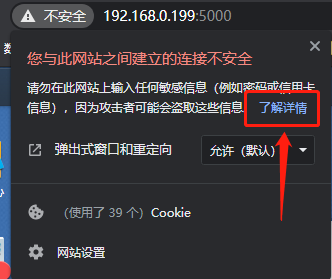 不安全 192.168.0.199:5000
您与此网站之间建立的连接不安全
请勿在此网站上输入任何敏感信息（例如密码或信用卡
信息），因为攻击者可能会盗取这些信息 了解详情
弹出式窗口和重定向 允许（默认）
（使用了 39 个）Cookie
网站设置